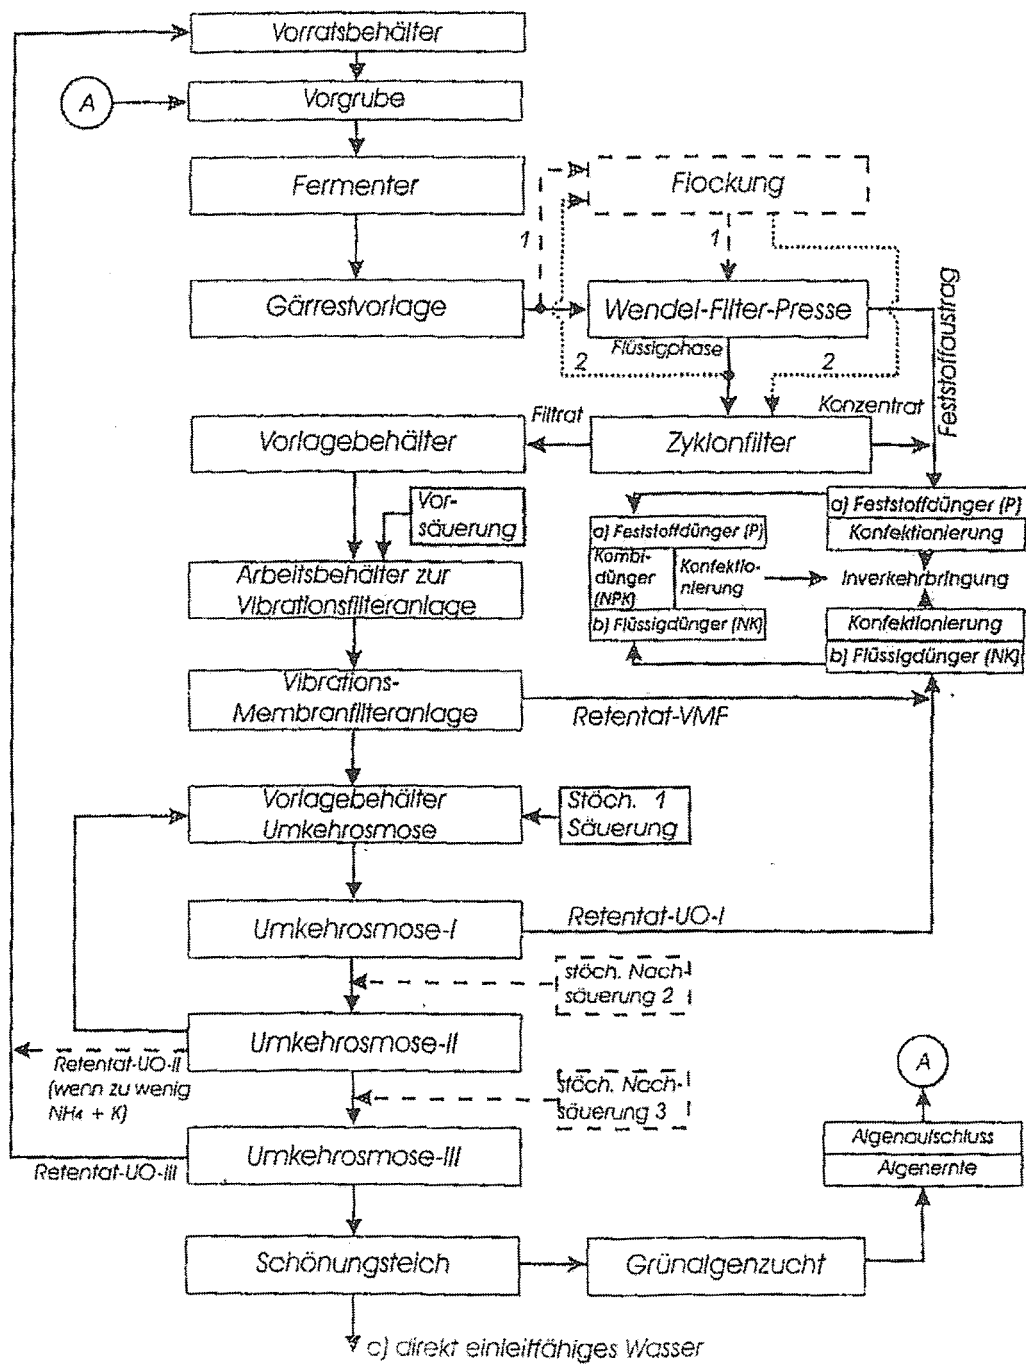 Vorratsbehälter
A
Vorgrube
Fermenter
Flockung
1
1
Gärrestvorlage
Wendel-Filter-Presse
Feststoffaustrag
Flüssigphase
2
2
Filtrat
Konzentrat
Vorlagebehälter
Zyklonfilter
Vor-
säuerung
a) Feststoffdünger (P)
Konfektionierung
a) Feststoffdünger (P)
Kombi-
dünger
(NPK)
Konfektio-
nierung
Inverkehrbringung
b) Flüssigdünger (NK)
Konfektionierung
b) Flüssigdünger (NK)
Arbeitsbehälter zur
Vibrationsfilteranlage
Vibrations-
Membranfilteranlage
Retentat-VMF
Vorlagebehälter
Umkehrosmose
Stöch. 1
Säuerung
Umkehrosmose-I
Retentat-UO-I
stöch. Nach-
säuerung 2
Umkehrosmose-II
Retentat-UO-II
(wenn zu wenig
NH4 + K)
stöch. Nach-
säuerung 3
A
Umkehrosmose-III
Retentat-UO-III
Algenaufschluss
Algenernte
Schönungsteich
Grünalgenzucht
c) direkt einleitfähiges Wasser